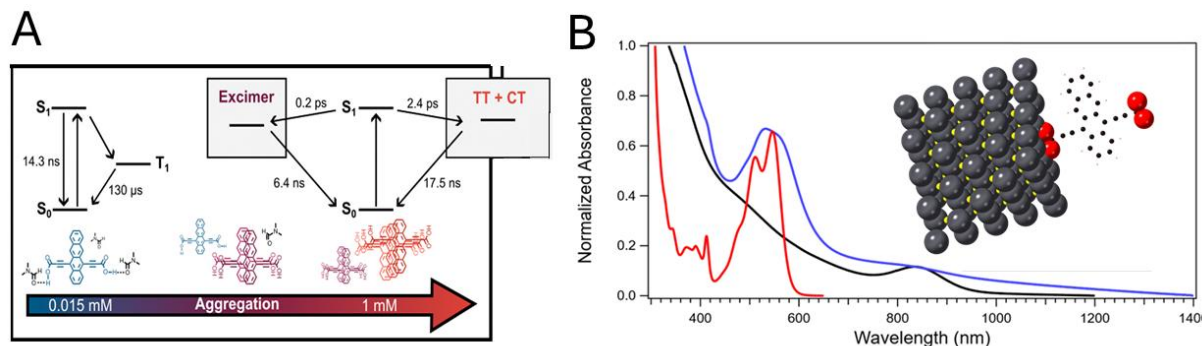 A
Excimer
TT + CT
S1
0.2 ps
S1
2.4 ps
14.3 ns
T1
130 µs
6.4 ns
17.5 ns
S0
S0
0.015 mM
Aggregation
1 mM
B
Normalized Absorbance
1.0
0.8
0.6
0.4
0.2
0.0
400
600
800
1000
1200
140
Wavelength (nm)